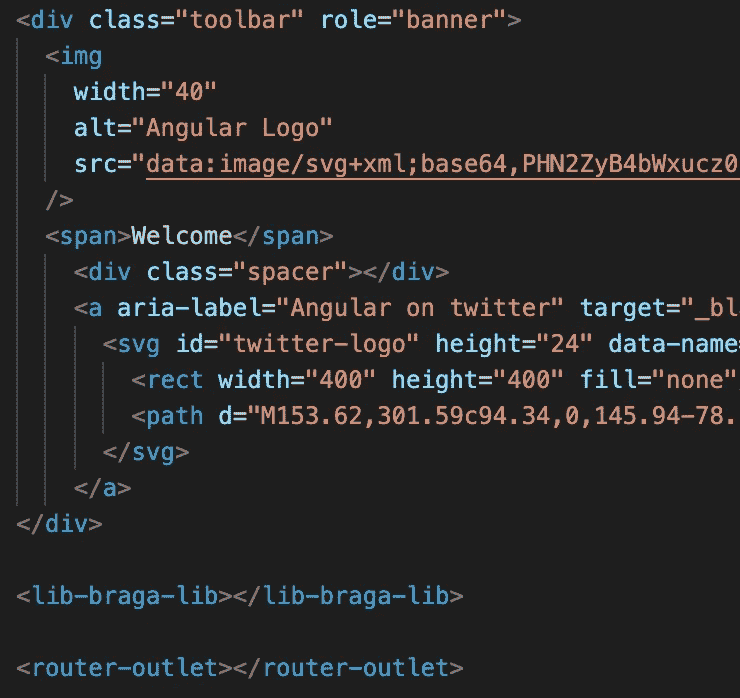 <div class="toolbar" role="banner">
<img
width="40"
alt="Angular Logo"
src="data:image/svg+xml;base64,PHN2ZyB4bWxucz0
/>
<span>Welcome</span>
<div class="spacer"></div>
<a aria-label="Angular on twitter" target="_bl
<svg id="twitter-logo" height="24" data-name=
<rect width="400" height="400" fill="none"
<path d="M153.62,301.59c94.34,0,145.94-78.
</svg>
</a>
</div>
<lib-braga-lib></lib-braga-lib>
<router-outlet></router-outlet>